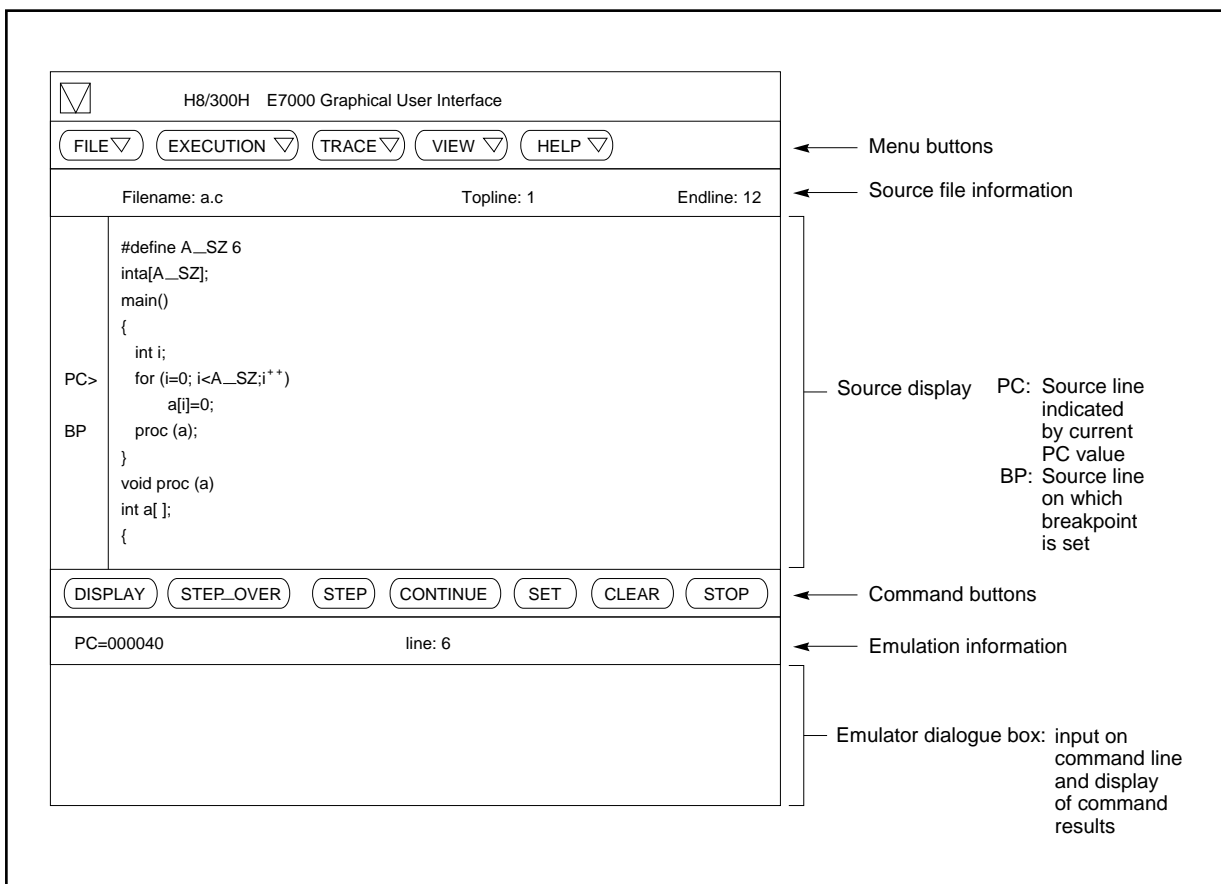 H8/300H E7000 Graphical User Interface
FILE EXECUTION TRACE VIEW HELP
Menu buttons
Filename: a.c Topline: 1 Endline: 12
Source file information
#define A_SZ 6
inta[A_SZ];
main()
{
int i;
PC> for (i=0; i<A_SZ;i++)
a[i]=0;
BP proc (a);
}
void proc (a)
int a[ ];
{
Source display
PC: Source line
indicated
by current
PC value
BP: Source line
on which
breakpoint
is set
DISPLAY STEP_OVER STEP CONTINUE SET CLEAR STOP
Command buttons
PC=000040 line: 6
Emulation information
Emulator dialogue box: input on
command line
and display
of command
results